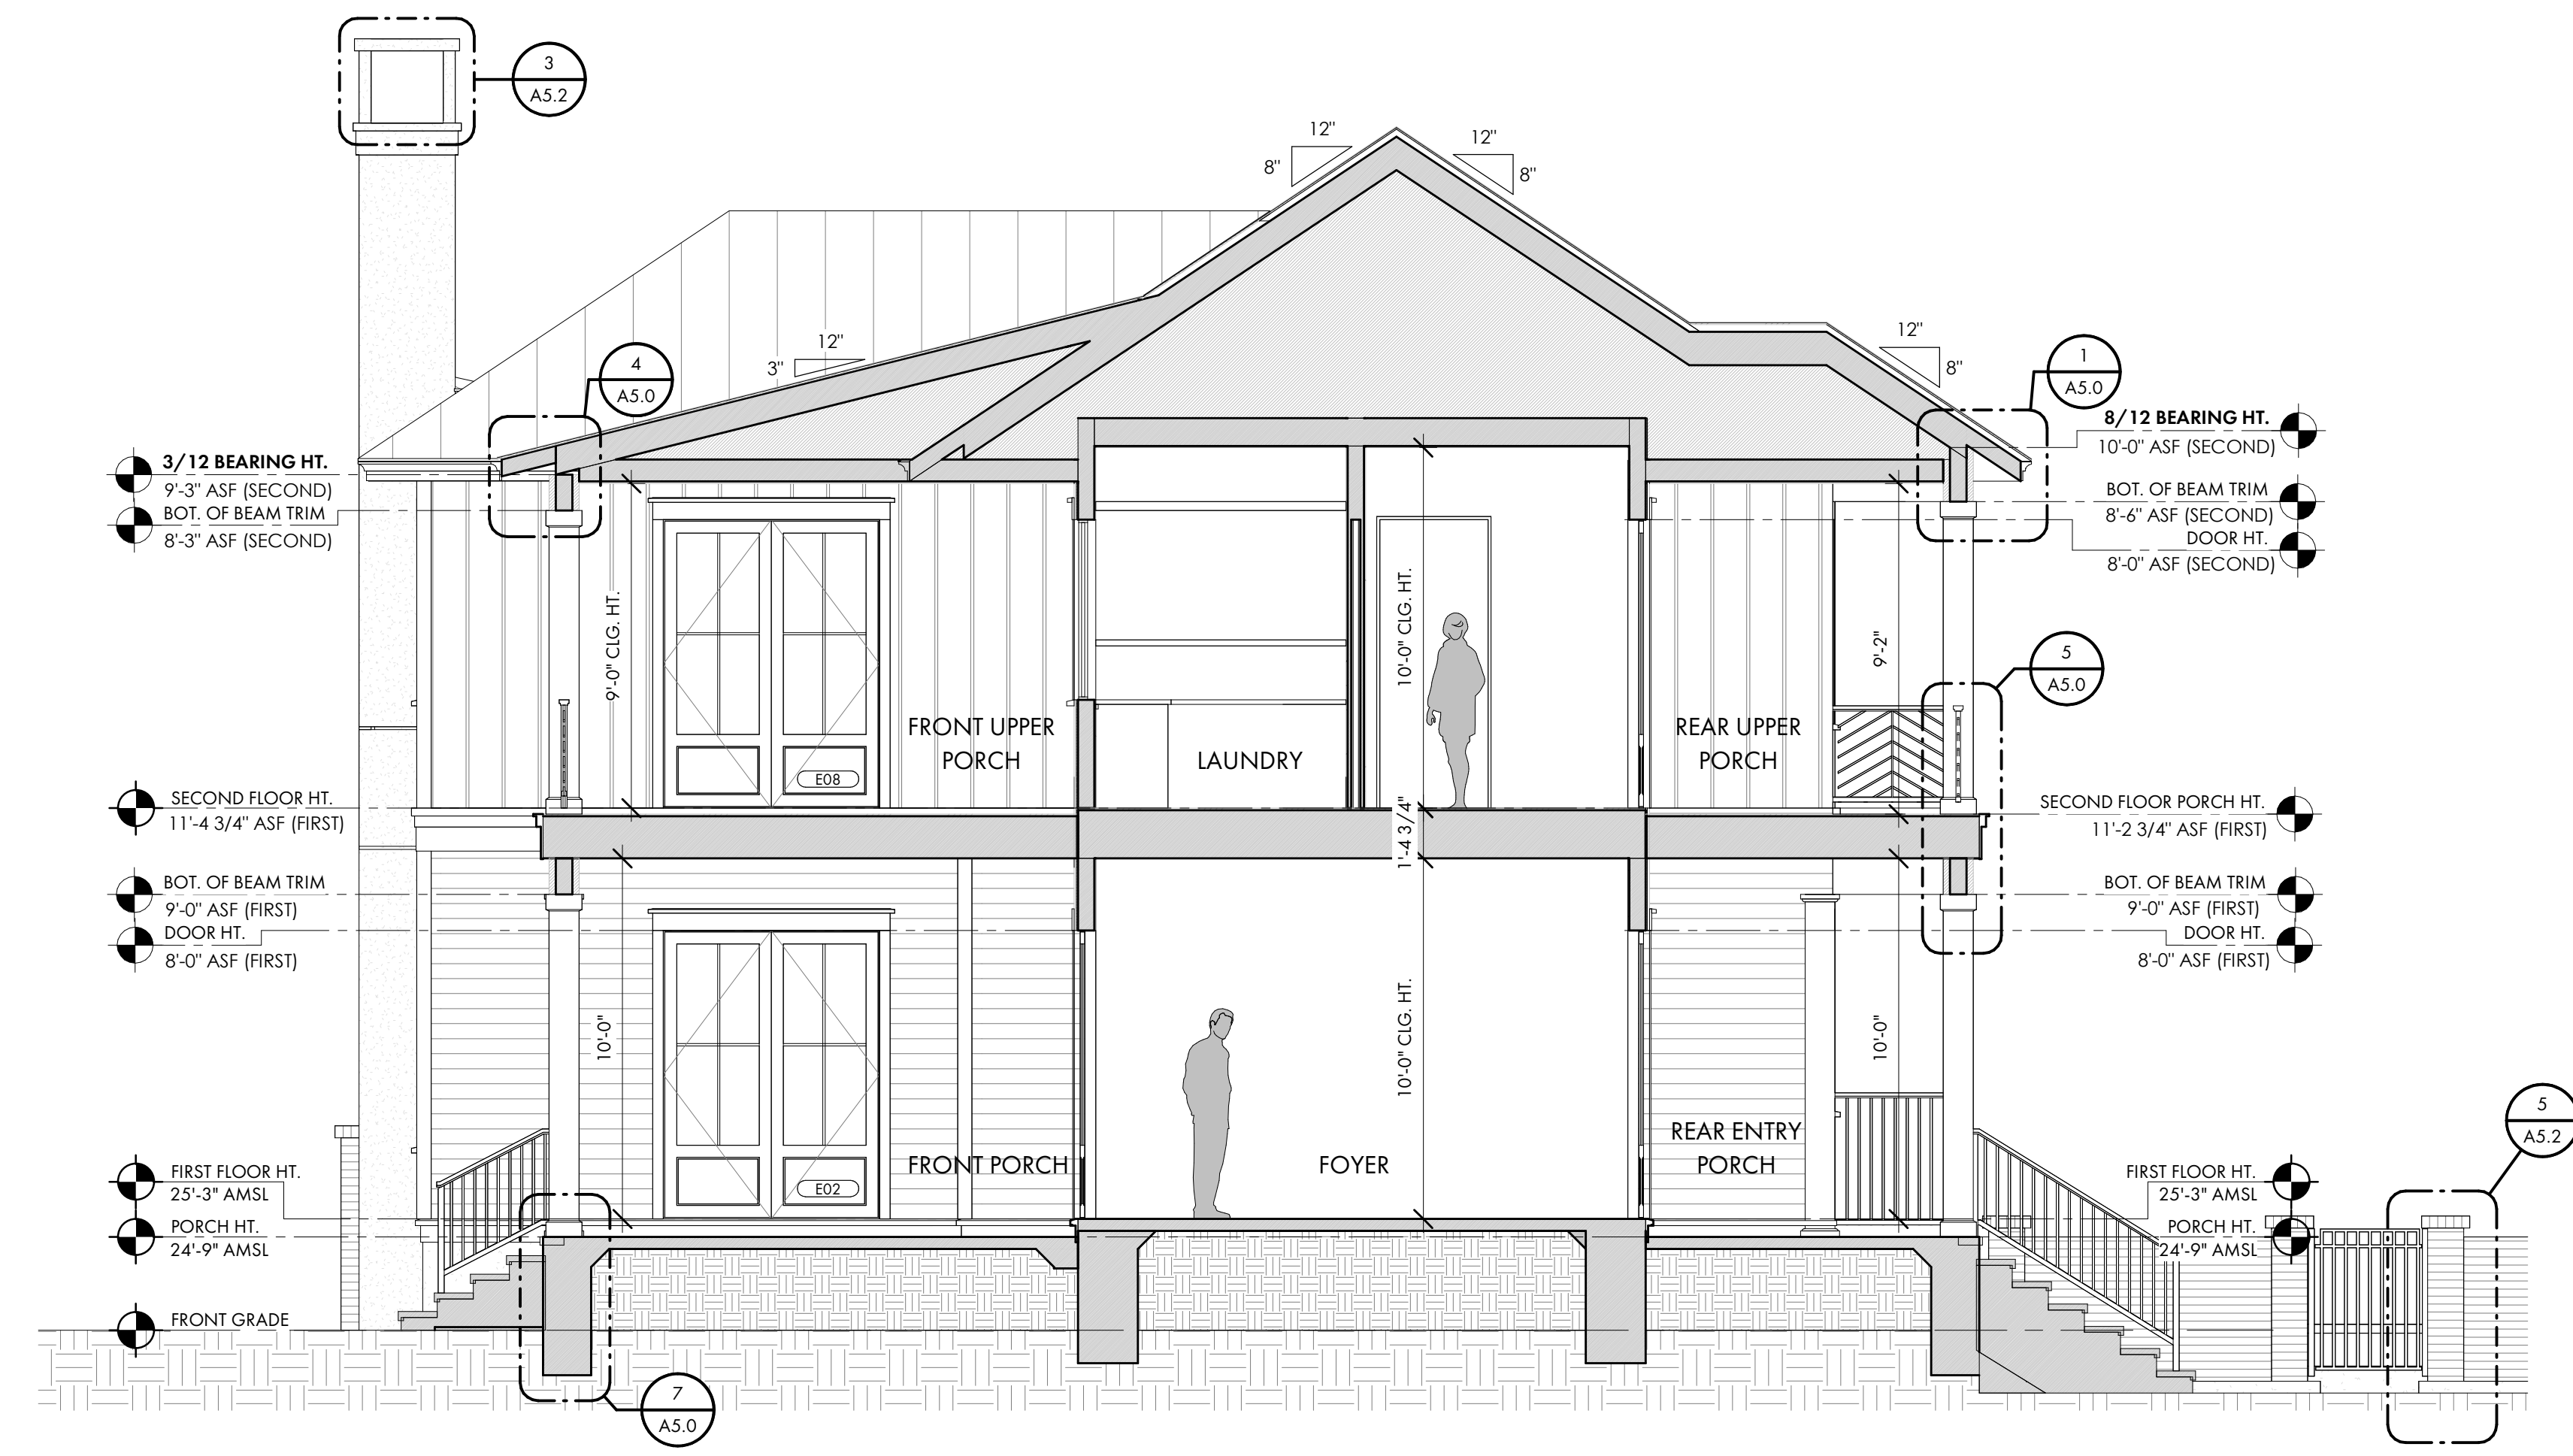 3
A5.2
12"
8"
12"
8"
12"
3"
12"
8"
4
A5.0
1
A5.0
3/12 BEARING HT.
9'-3" ASF (SECOND)
BOT. OF BEAM TRIM
8'-3" ASF (SECOND)
8/12 BEARING HT.
10'-0" ASF (SECOND)
BOT. OF BEAM TRIM
8'-6" ASF (SECOND)
DOOR HT.
8'-0" ASF (SECOND)
9'-0" CLG. HT.
10'-0" CLG. HT.
9'-2"
5
A5.0
FRONT UPPER
PORCH
LAUNDRY
REAR UPPER
PORCH
E08
SECOND FLOOR HT.
11'-4 3/4" ASF (FIRST)
1'-4 3/4"
SECOND FLOOR PORCH HT.
11'-2 3/4" ASF (FIRST)
BOT. OF BEAM TRIM
9'-0" ASF (FIRST)
DOOR HT.
8'-0" ASF (FIRST)
BOT. OF BEAM TRIM
9'-0" ASF (FIRST)
DOOR HT.
8'-0" ASF (FIRST)
10'-0"
10'-0" CLG. HT.
10'-0"
FRONT PORCH
FOYER
REAR ENTRY
PORCH
E02
5
A5.2
FIRST FLOOR HT.
25'-3" AMSL
PORCH HT.
24'-9" AMSL
FIRST FLOOR HT.
25'-3" AMSL
PORCH HT.
24'-9" AMSL
FRONT GRADE
7
A5.0